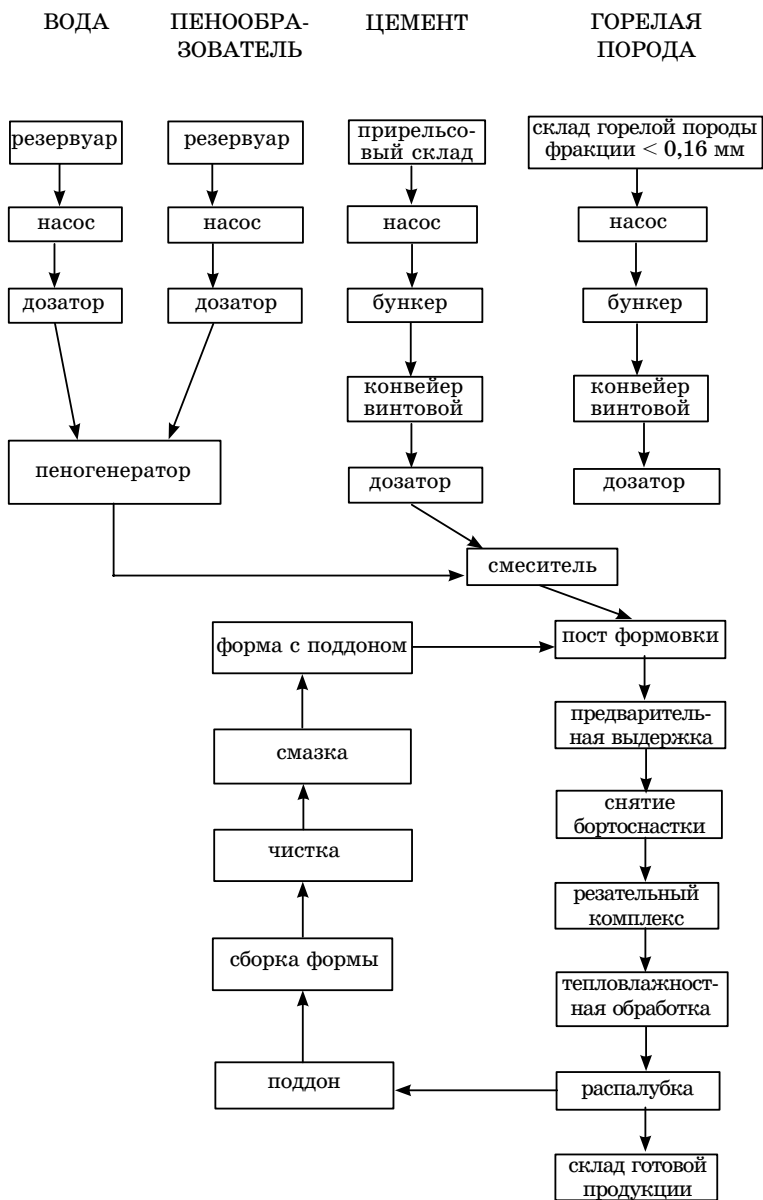 ВОДА
ПЕНООБРА-
ЗОВАТЕЛЬ
ЦЕМЕНТ
ГОРЕЛАЯ
ПОРОДА
резервуар
резервуар
прирельсо-
вый склад
склад горелой породы
фракции < 0,16 мм
насос
насос
насос
насос
дозатор
дозатор
бункер
бункер
конвейер
винтовой
конвейер
винтовой
пеногенератор
дозатор
дозатор
смеситель
форма с поддоном
пост формовки
предваритель-
ная выдержка
смазка
снятие
бортоснастки
чистка
резательный
комплекс
сборка формы
тепловлажност-
ная обработка
поддон
распалубка
склад готовой
продукции